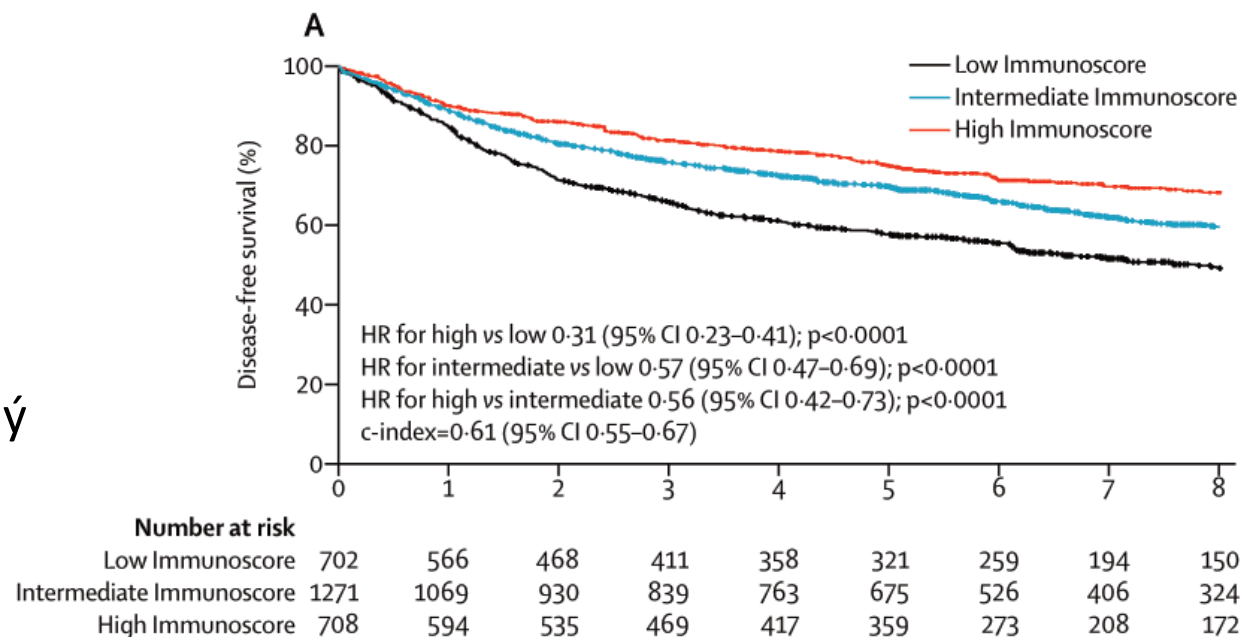 A
100
80
60
40
20
0
Disease-free survival (%)
Low Immunoscore
Intermediate Immunoscore
High Immunoscore
HR for high vs low 0·31 (95% CI 0·23–0·41); p<0·0001
HR for intermediate vs low 0·57 (95% CI 0·47–0·69); p<0·0001
HR for high vs intermediate 0·56 (95% CI 0·42–0·73); p<0·0001
c-index=0·61 (95% CI 0·55–0·67)
ý
0 1 2 3 4 5 6 7 8
Number at risk
Low Immunoscore 702 566 468 411 358 321 259 194 150
Intermediate Immunoscore 1271 1069 930 839 763 675 526 406 324
High Immunoscore 708 594 535 469 417 359 273 208 172